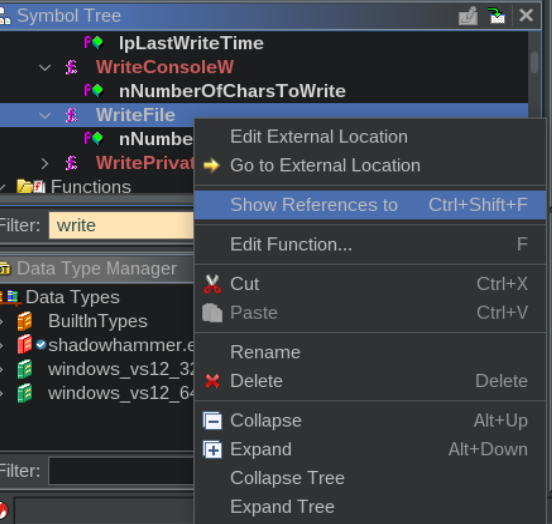 Symbol Tree
lpLastWriteTime
WriteConsoleW
nNumberOfCharsToWrite
WriteFile
nNumbe
WritePrivat
Functions
Filter: write
Data Type Manager
Data Types
BuiltInTypes
shadowhammer.e
windows_vs12_32
windows_vs12_64
Filter:
Edit External Location
Go to External Location
Show References to Ctrl+Shift+F
Edit Function... F
Cut Ctrl+X
Paste Ctrl+V
Rename
Delete Delete
Collapse Alt+Up
Expand Alt+Down
Collapse Tree
Expand Tree